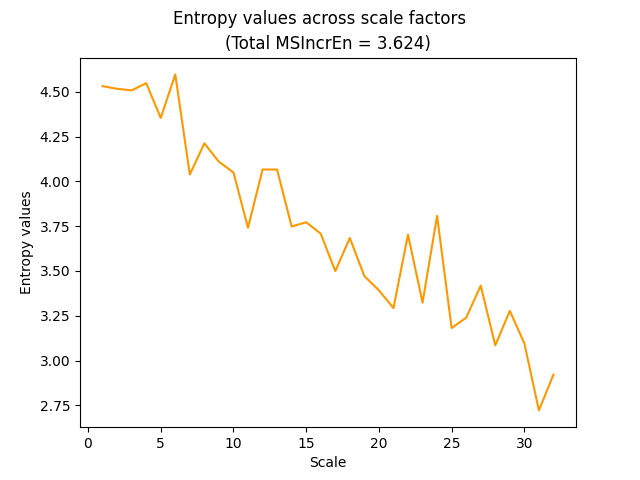 Entropy values across scale factors
(Total MSIncrEn = 3.624)
4.50
4.25
4.00
3.75
3.50
3.25
3.00
2.75
Entropy values
0 5 10 15 20 25 30
Scale